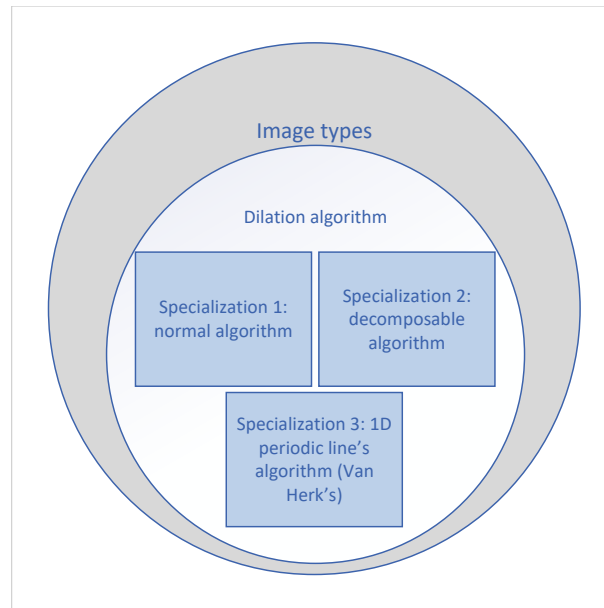 Image types
Dilation algorithm
Specialization 1:
normal algorithm
Specialization 2:
decomposable
algorithm
Specialization 3: 1D
periodic line’s
algorithm (Van
Herk’s)